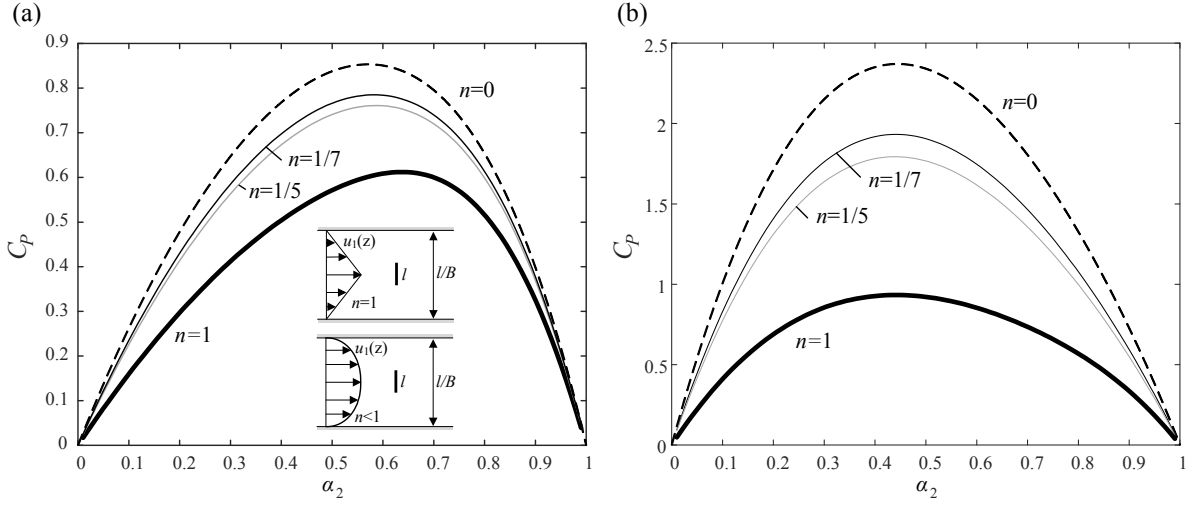 (a)
0.9
0.8
0.7
0.6
0.5
0.4
0.3
0.2
0.1
0
C_P
n=0
n=1/7
n=1/5
n=1
u₁(z)
l
l/B
n=1
u₁(z)
l
l/B
n<1
0 0.1 0.2 0.3 0.4 0.5 0.6 0.7 0.8 0.9 1
α₂
(b)
2.5
2
1.5
1
0.5
0
C_P
n=0
n=1/7
n=1/5
n=1
0 0.1 0.2 0.3 0.4 0.5 0.6 0.7 0.8 0.9 1
α₂